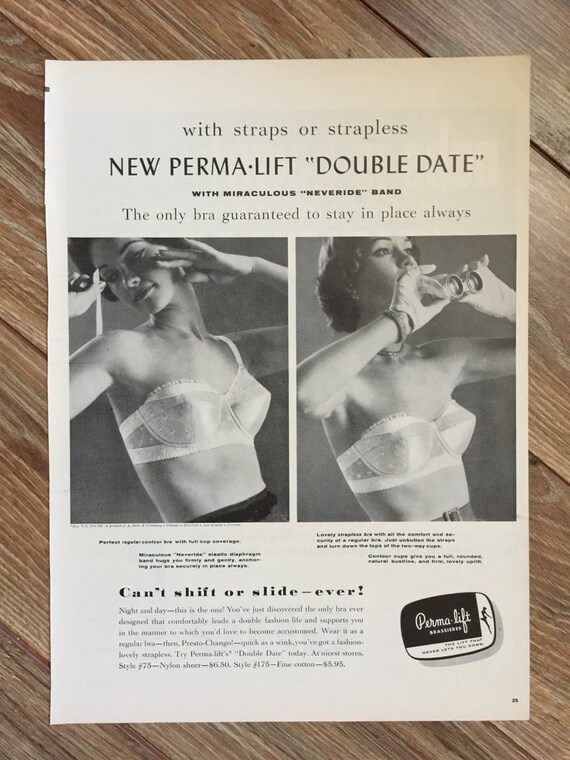 with straps or strapless
NEW PERMA·LIFT "DOUBLE DATE"
WITH MIRACULOUS "NEVERIDE" BAND
The only bra guaranteed to stay in place always
Perfect regular contour bra with full cup coverage.
Miraculous "Neveride" elastic diaphragm
band hugs you firmly and gently, anchor-
ing your bra securely in place always.
Lovely strapless bra with all the comfort and se-
curity of a regular bra. Just unbutton the straps
and turn down the tops of the two-way cups.
Contour cups give you a full, rounded,
natural bustline, and firm, lovely uplift.
Can't shift or slide—ever!
Night and day—this is the one! You've just discovered the only bra ever
designed that comfortably leads a double fashion life and supports you
in the manner to which you'd love to become accustomed. Wear it as a
regular bra—then, Presto-Chango!—quick as a wink, you've got a fashion-
lovely strapless. Try Perma-lift's* "Double Date" today. At nicest stores.
Style #75—Nylon sheer—$6.50. Style #175—Fine cotton—$5.95.
Perma·lift
BRASSIERES
THE LIFT THAT
NEVER LETS YOU DOWN
35